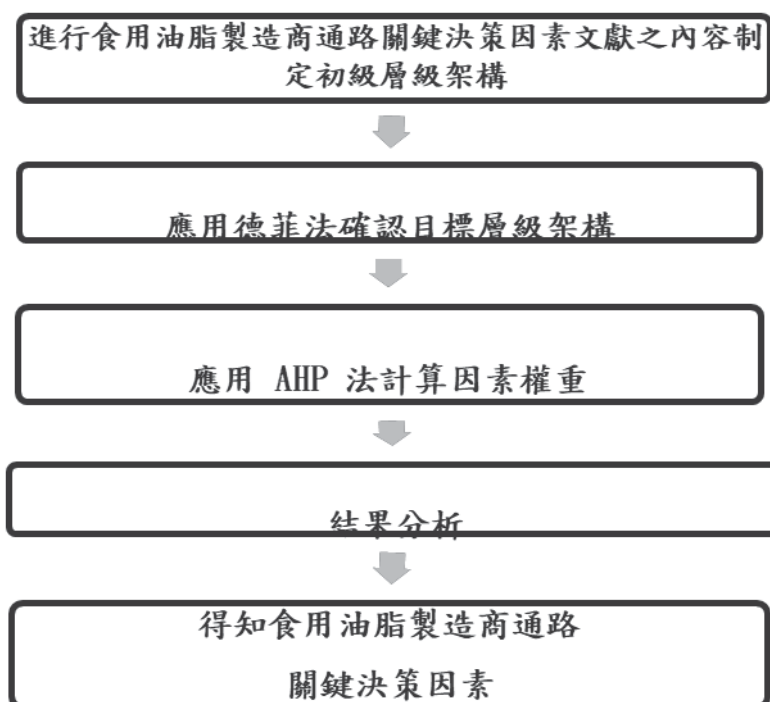 進行食用油脂製造商通路關鍵決策因素文獻之內容制
定初級層級架構
應用德菲法確認目標層級架構
應用 AHP 法計算因素權重
結果分析
得知食用油脂製造商通路
關鍵決策因素